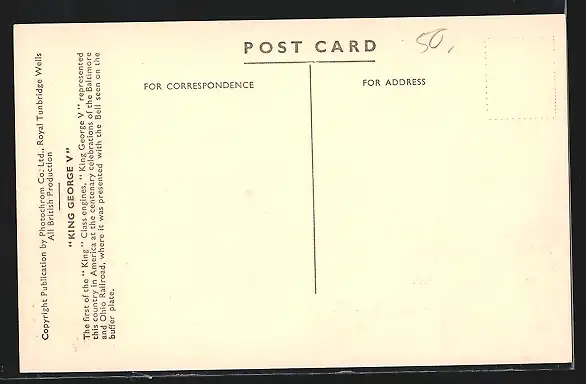 POST CARD
50.
FOR CORRESPONDENCE
FOR ADDRESS
Copyright Publication by Photochrom Co. Ltd., Royal Tunbridge Wells
All British Production
"KING GEORGE V"
The first of the "King" Class engines, "King George V" represented
this country in America at the centenary celebrations of the Baltimore
and Ohio Railroad, where it was presented with the Bell seen on the
buffer plate.